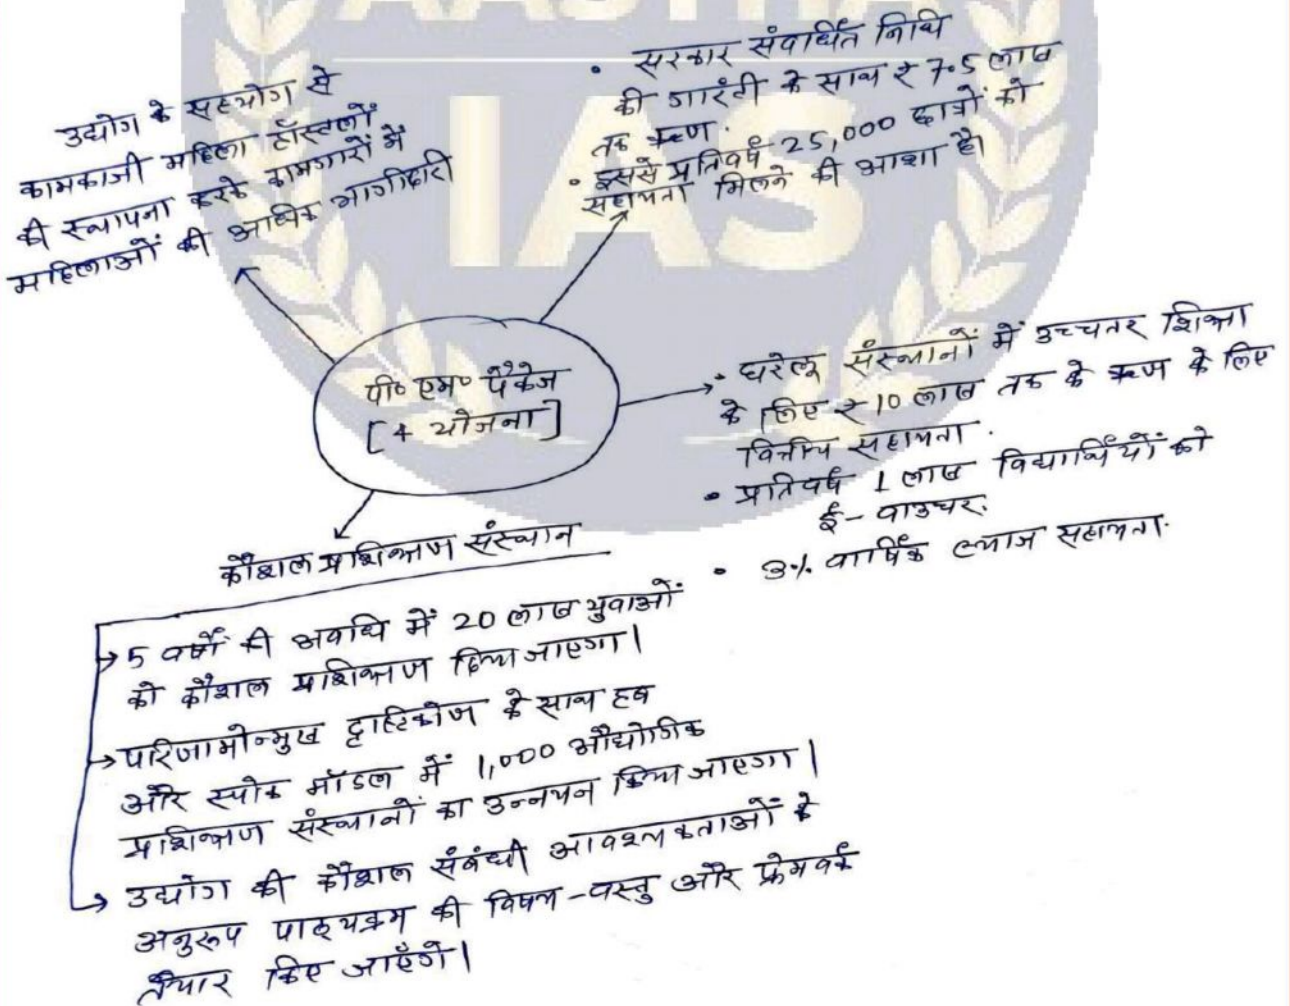 AASTHA
IAS
उद्योग के सहयोग से
कामकाजी महिला हॉस्टलों
की स्थापना करके कामगारों में
महिलाओं की आर्थिक भागीदारी
• सरकार संवर्धित निधि
की गारंटी के साथ ₹ 7.5 लाख
तक ऋण.
• इससे प्रतिवर्ष 25,000 छात्रों को
सहायता मिलने की आशा है।
पी० एम० पैकेज
[4 योजना]
• घरेलू संस्थानों में उच्चतर शिक्षा
के लिए ₹ 10 लाख तक के ऋण के लिए
वित्तीय सहायता.
• प्रतिवर्ष 1 लाख विद्यार्थियों को
ई-वाउचर.
• 3% वार्षिक ब्याज सहायता.
कौशल प्रशिक्षण संस्थान
→ 5 वर्षों की अवधि में 20 लाख युवाओं
को कौशल प्रशिक्षण दिया जाएगा।
→ परिणामोन्मुख दृष्टिकोण के साथ हब
और स्पोक मॉडल में 1,000 औद्योगिक
प्रशिक्षण संस्थानों का उन्नयन किया जाएगा।
→ उद्योग की कौशल संबंधी आवश्यकताओं के
अनुरूप पाठ्यक्रम की विषय-वस्तु और फ्रेमवर्क
तैयार किए जाएँगे।